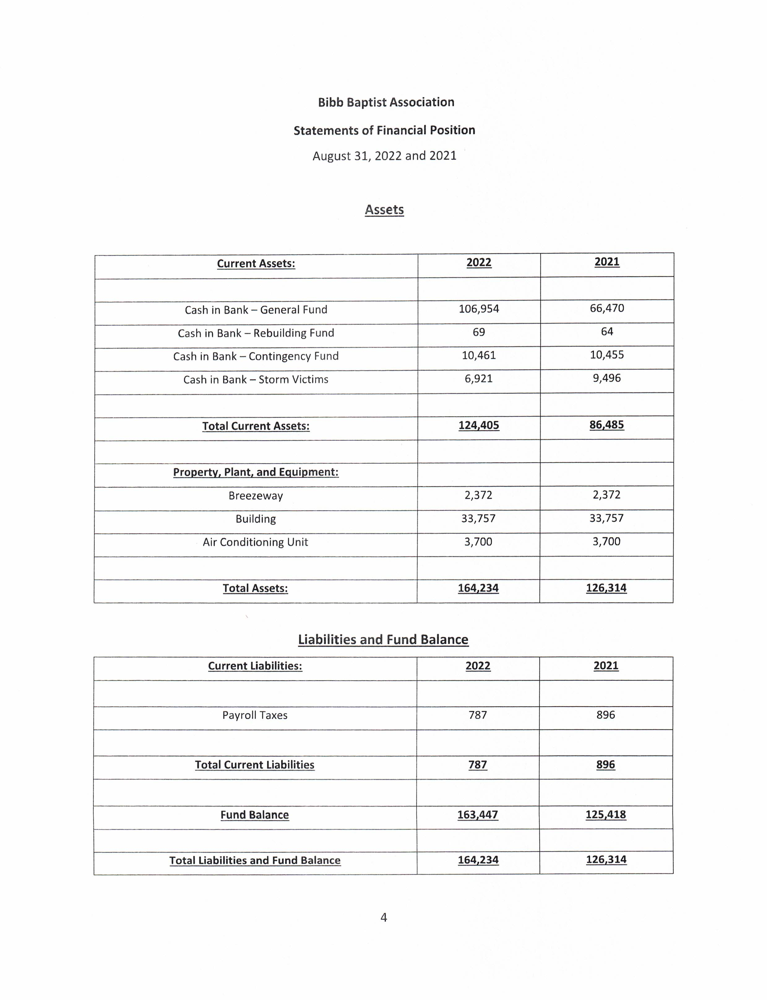 Bibb Baptist Association
Statements of Financial Position
August 31, 2022 and 2021
Assets
Current Assets: 2022 2021
Cash in Bank – General Fund 106,954 66,470
Cash in Bank – Rebuilding Fund 69 64
Cash in Bank – Contingency Fund 10,461 10,455
Cash in Bank – Storm Victims 6,921 9,496
Total Current Assets: 124,405 86,485
Property, Plant, and Equipment:
Breezeway 2,372 2,372
Building 33,757 33,757
Air Conditioning Unit 3,700 3,700
Total Assets: 164,234 126,314
Liabilities and Fund Balance
Current Liabilities: 2022 2021
Payroll Taxes 787 896
Total Current Liabilities 787 896
Fund Balance 163,447 125,418
Total Liabilities and Fund Balance 164,234 126,314
4